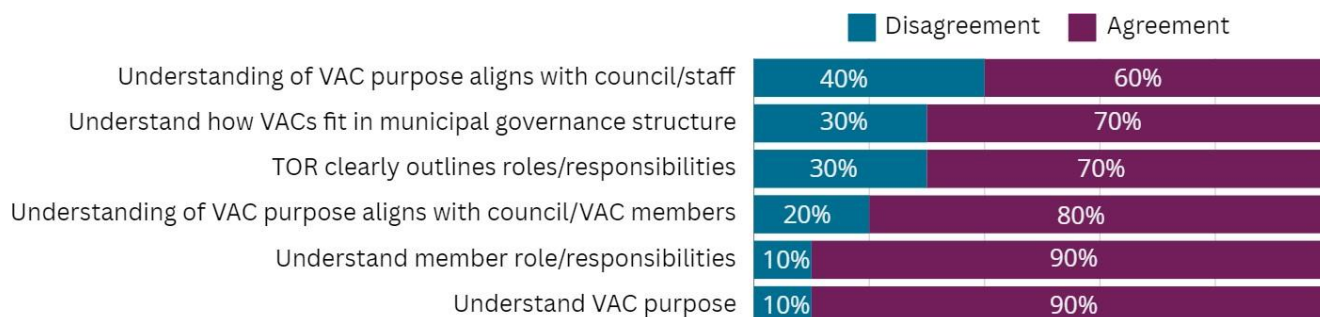 Disagreement Agreement
Understanding of VAC purpose aligns with council/staff 40% 60%
Understand how VACs fit in municipal governance structure 30% 70%
TOR clearly outlines roles/responsibilities 30% 70%
Understanding of VAC purpose aligns with council/VAC members 20% 80%
Understand member role/responsibilities 10% 90%
Understand VAC purpose 10% 90%